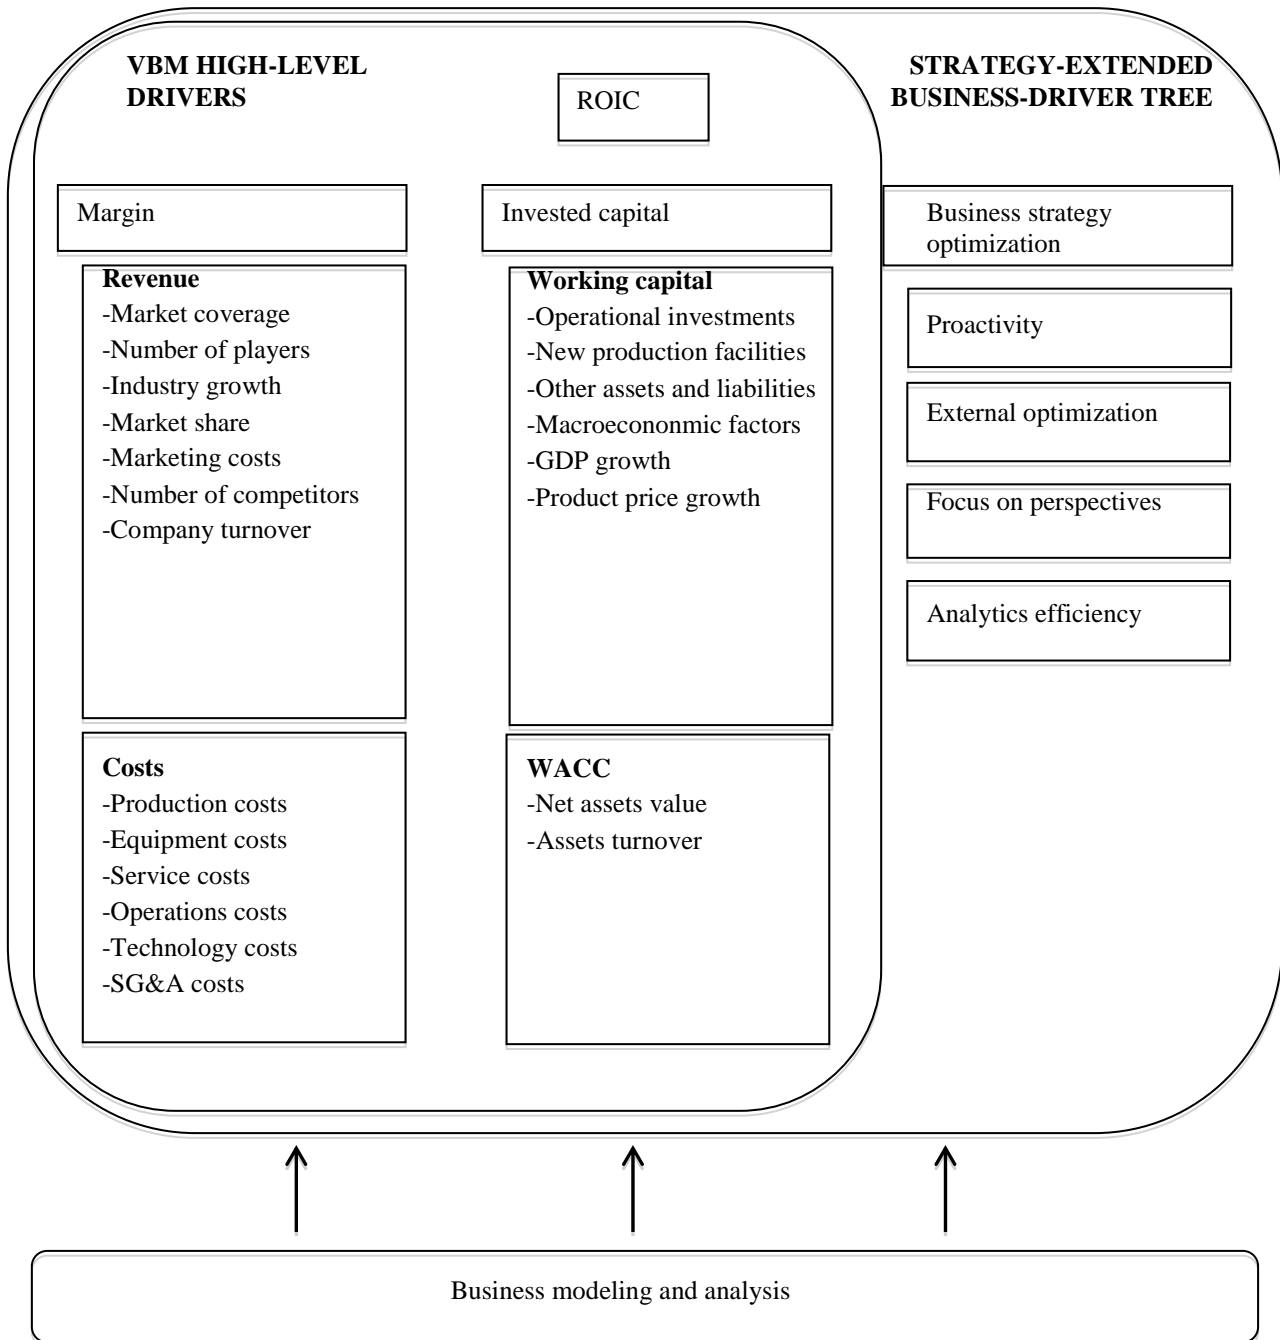 VBM HIGH-LEVEL
DRIVERS
ROIC
STRATEGY-EXTENDED
BUSINESS-DRIVER TREE
Margin
Revenue
-Market coverage
-Number of players
-Industry growth
-Market share
-Marketing costs
-Number of competitors
-Company turnover
Costs
-Production costs
-Equipment costs
-Service costs
-Operations costs
-Technology costs
-SG&A costs
Invested capital
Working capital
-Operational investments
-New production facilities
-Other assets and liabilities
-Macroecononmic factors
-GDP growth
-Product price growth
WACC
-Net assets value
-Assets turnover
Business strategy
optimization
Proactivity
External optimization
Focus on perspectives
Analytics efficiency
Business modeling and analysis